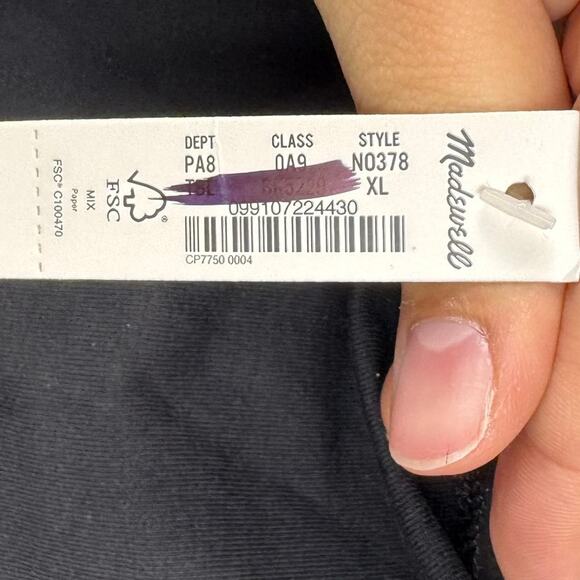 DEPT CLASS STYLE
PA8 0A9 N0378
XL
099107224430
CP7750 0004
Madewell
FSC
®
MIX
Paper
FSC® C100470